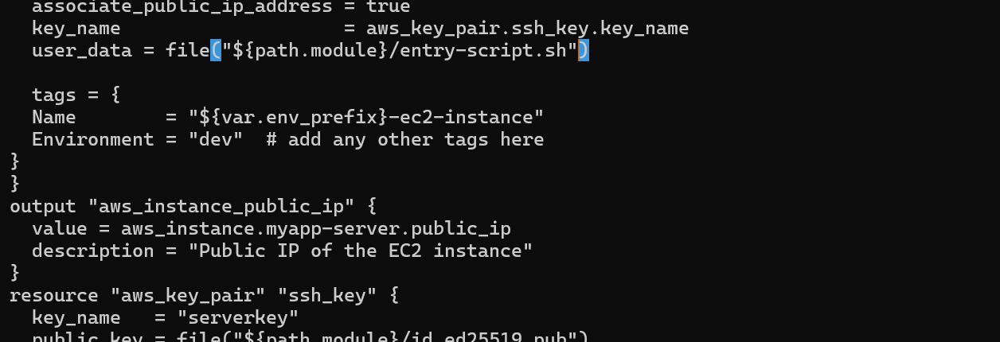 associate_public_ip_address = true
  key_name                    = aws_key_pair.ssh_key.key_name
  user_data = file("${path.module}/entry-script.sh")

  tags = {
  Name        = "${var.env_prefix}-ec2-instance"
  Environment = "dev"  # add any other tags here
}
}
output "aws_instance_public_ip" {
  value = aws_instance.myapp-server.public_ip
  description = "Public IP of the EC2 instance"
}
resource "aws_key_pair" "ssh_key" {
  key_name   = "serverkey"
  public_key = file("${path.module}/id_ed25519.pub")